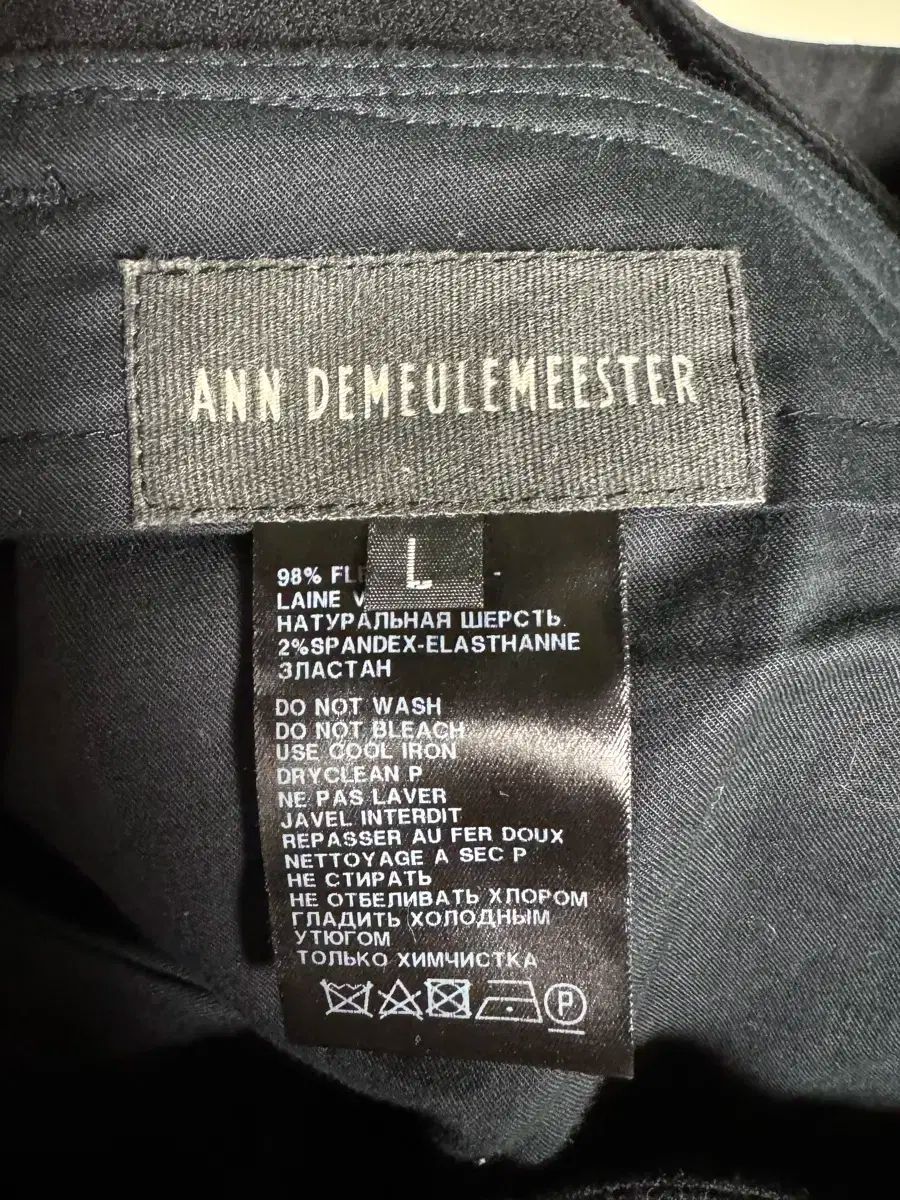 ANN DEMEULEMEESTER
L
98%
LAINE
НАТУРАЛЬНАЯ ШЕРСТЬ
2%SPANDEX-ELASTHANNE
ЗЛАСТАН
DO NOT WASH
DO NOT BLEACH
USE COOL IRON
DRYCLEAN P
NE PAS LAVER
JAVEL INTERDIT
REPASSER AU FER DOUX
NETTOYAGE A SEC P
НЕ СТИРАТЬ
НЕ ОТБЕЛИВАТЬ ХЛОРОМ
ГЛАДИТЬ ХОЛОДНЫМ
УТЮГОМ
ТОЛЬКО ХИМЧИСТКА
P